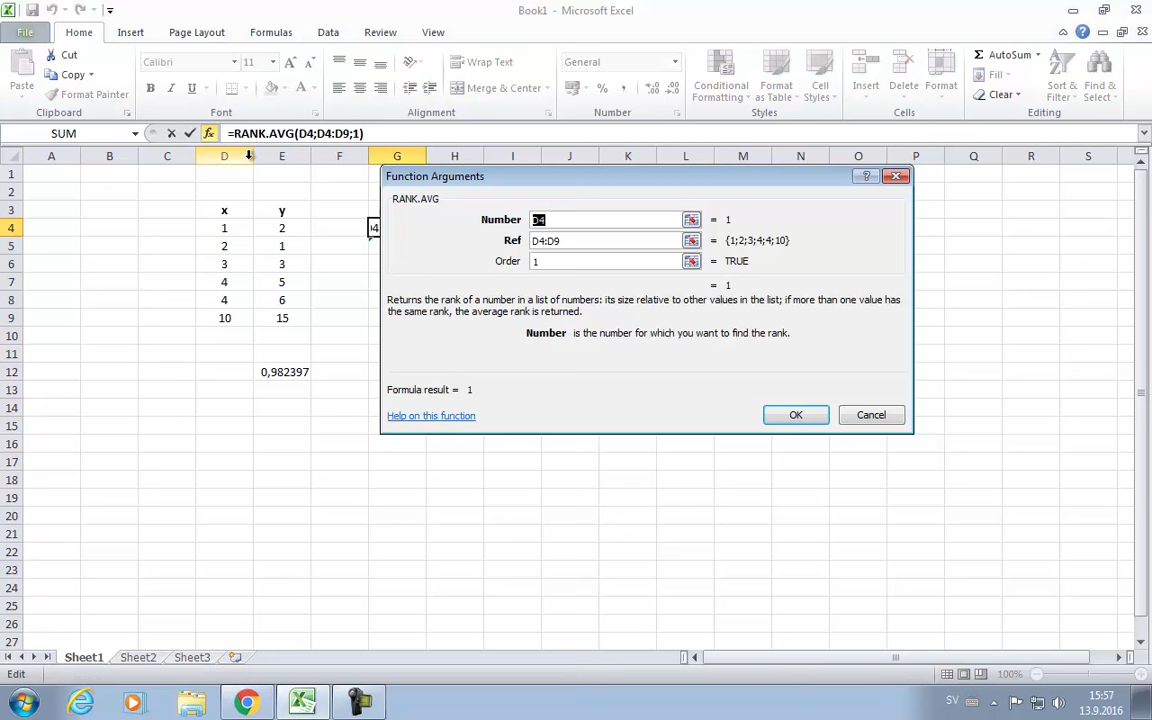 Book1 - Microsoft Excel
File Home Insert Page Layout Formulas Data Review View
Cut
Copy
Format Painter
Paste
Calibri 11
B I U
A A
Wrap Text
Merge & Center
General
% ,
Conditional Formatting
Format as Table
Cell Styles
Insert Delete Format
Σ AutoSum
Fill
Clear
Sort & Filter
Find & Select
Clipboard Font Alignment Number Styles Cells Editing
SUM fx =RANK.AVG(D4;D4:D9;1)
A B C D E F G H I J K L M N O P Q R S
1
2
3 x y
4 1 2 D4
5 2 1
6 3 3
7 4 5
8 4 6
9 10 15
10
11
12 0,982397
13
14
15
16
17
18
19
20
21
22
23
24
25
26
27
Function Arguments
RANK.AVG
Number D4 = 1
Ref D4:D9 = {1;2;3;4;4;10}
Order 1 = TRUE
= 1
Returns the rank of a number in a list of numbers: its size relative to other values in the list; if more than one value has
the same rank, the average rank is returned.
Number is the number for which you want to find the rank.
Formula result = 1
Help on this function
OK Cancel
Sheet1 Sheet2 Sheet3
Edit 100%
SV
15:57
13.9.2016